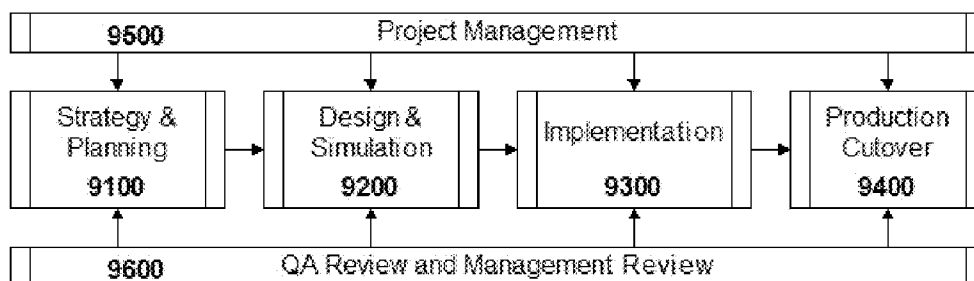 9500 Project Management
Strategy &
Planning
9100
Design &
Simulation
9200
Implementation
9300
Production
Cutover
9400
9600 QA Review and Management Review